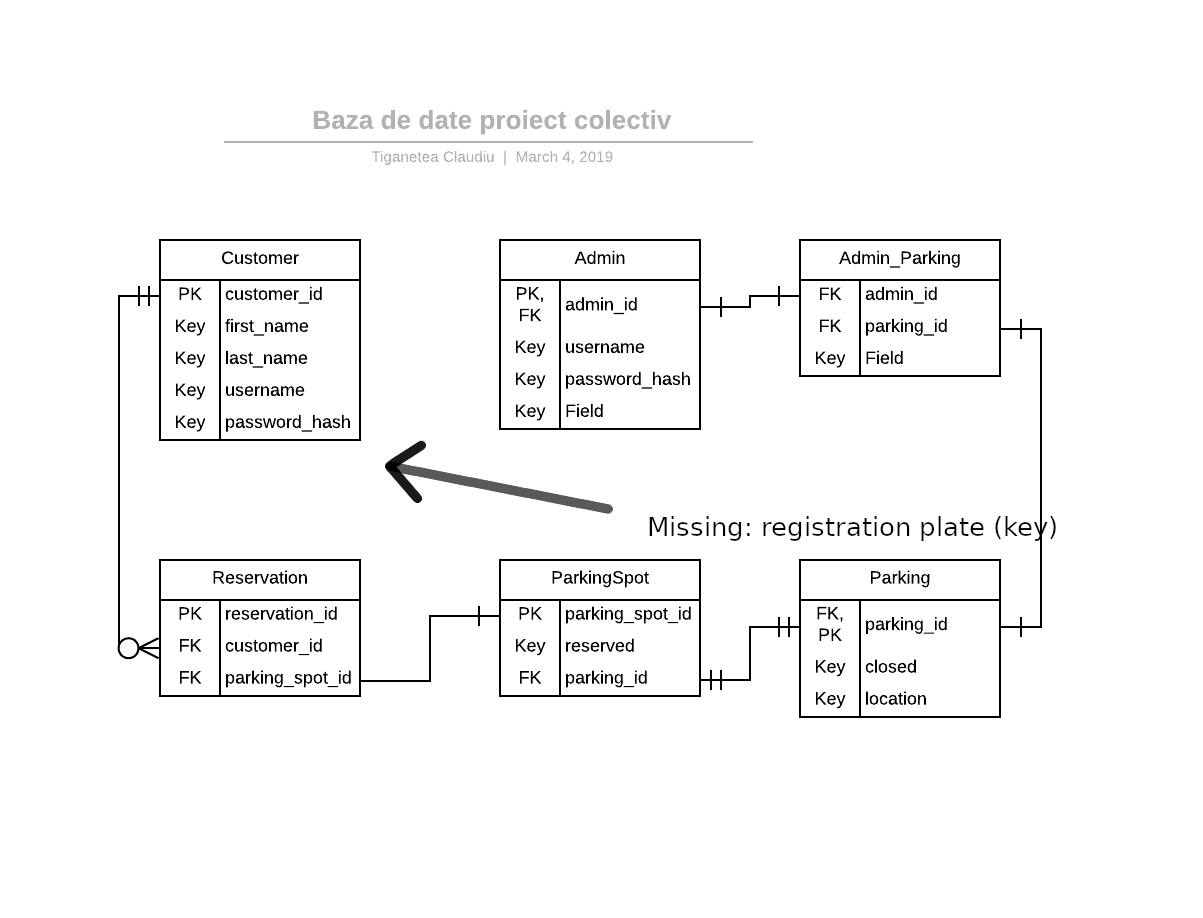 Baza de date proiect colectiv
Tiganetea Claudiu | March 4, 2019
Customer
PK customer_id
Key first_name
Key last_name
Key username
Key password_hash
Admin
PK, FK admin_id
Key username
Key password_hash
Key Field
Admin_Parking
FK admin_id
FK parking_id
Key Field
Missing: registration plate (key)
Reservation
PK reservation_id
FK customer_id
FK parking_spot_id
ParkingSpot
PK parking_spot_id
Key reserved
FK parking_id
Parking
FK, PK parking_id
Key closed
Key location